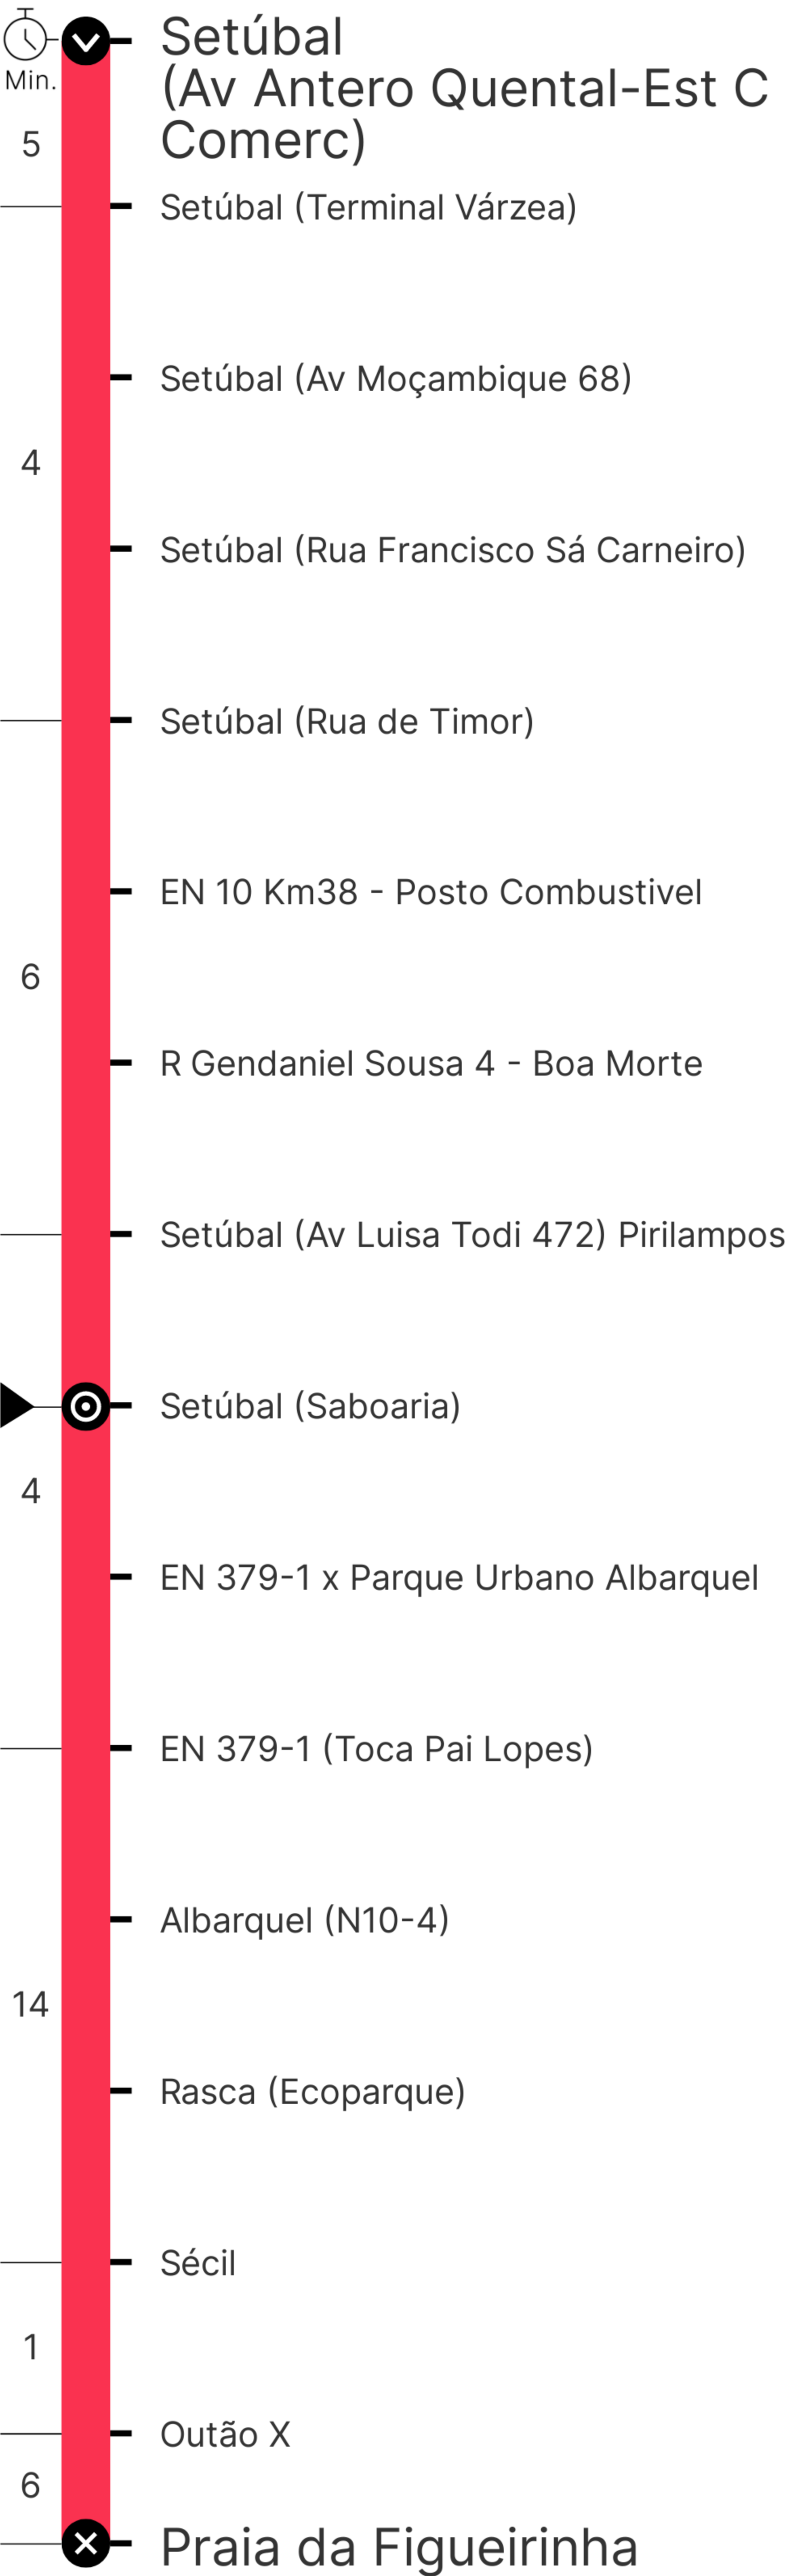 Min.
Setúbal
(Av Antero Quental-Est C
Comerc)
5
Setúbal (Terminal Várzea)
Setúbal (Av Moçambique 68)
4
Setúbal (Rua Francisco Sá Carneiro)
Setúbal (Rua de Timor)
EN 10 Km38 - Posto Combustivel
6
R Gendaniel Sousa 4 - Boa Morte
Setúbal (Av Luisa Todi 472) Pirilampos
Setúbal (Saboaria)
4
EN 379-1 x Parque Urbano Albarquel
EN 379-1 (Toca Pai Lopes)
Albarquel (N10-4)
14
Rasca (Ecoparque)
Sécil
1
Outão X
6
Praia da Figueirinha